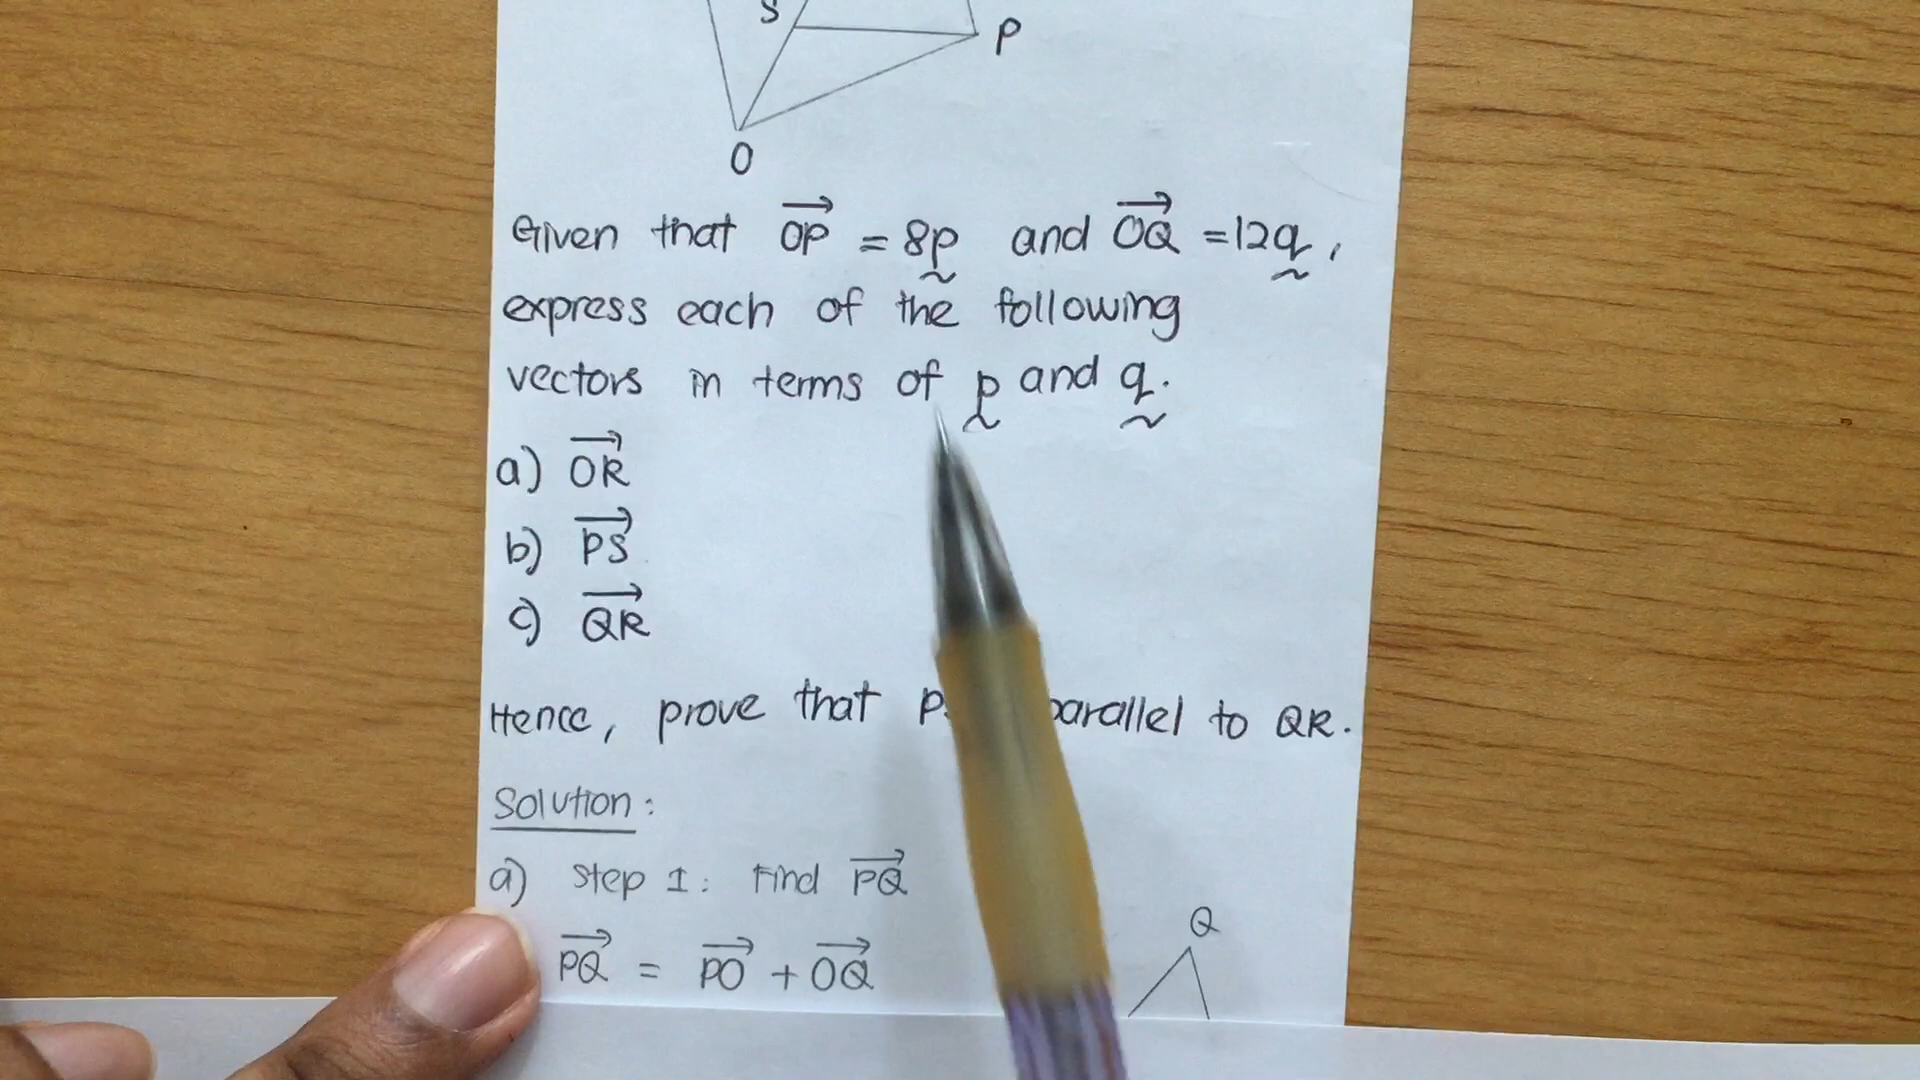 S
P
O
Given that OP = 8p and OQ = 12q,
express each of the following
vectors in terms of p and q.
a) OR
b) PS
c) QR
Hence, prove that parallel to QR.
Solution:
a) Step 1: Find PQ
PQ = PO + OQ
Q